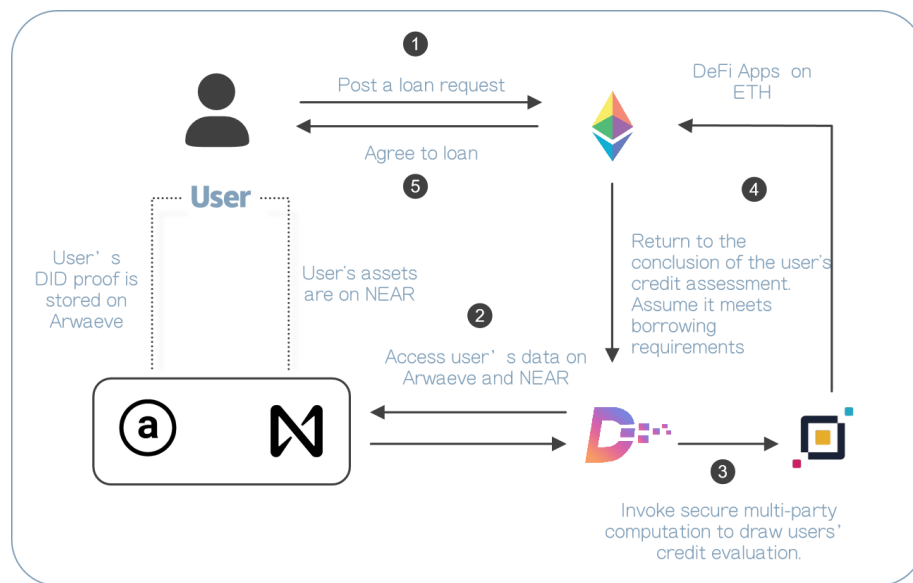 1
Post a loan request
DeFi Apps on
ETH
Agree to loan
5
User
4
User's
DID proof is
stored on
Arwaeve
User's assets
are on NEAR
Return to the
conclusion of the user's
credit assessment.
Assume it meets
borrowing
requirements
2
Access user's data on
Arwaeve and NEAR
a
D
3
Invoke secure multi-party
computation to draw users'
credit evaluation.